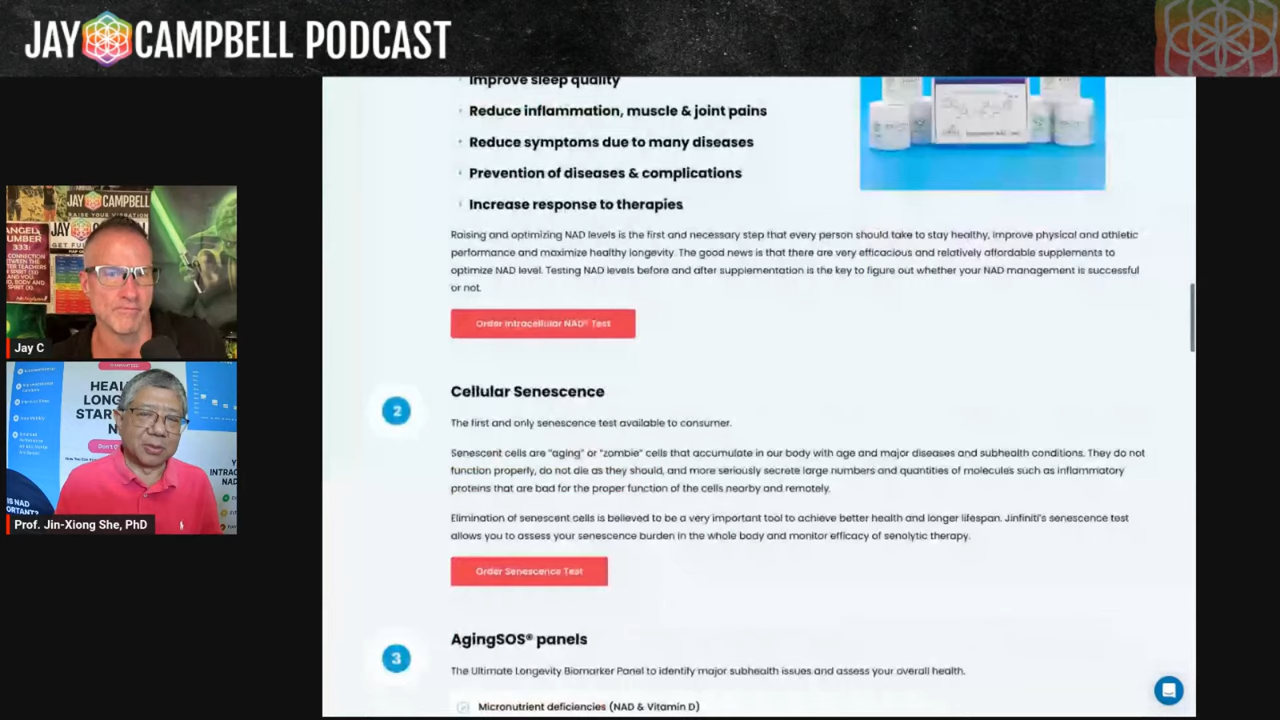 JAY CAMPBELL PODCAST
Improve sleep quality
Reduce inflammation, muscle & joint pains
Reduce symptoms due to many diseases
Prevention of diseases & complications
Increase response to therapies
Raising and optimizing NAD levels is the first and necessary step that every person should take to stay healthy, improve physical and athletic
performance and maximize healthy longevity. The good news is that there are very efficacious and relatively affordable supplements to
optimize NAD level. Testing NAD levels before and after supplementation is the key to figure out whether your NAD management is successful
or not.
Order Intracellular NAD® Test
2
Cellular Senescence
The first and only senescence test available to consumer.
Senescent cells are "aging" or "zombie" cells that accumulate in our body with age and major diseases and subhealth conditions. They do not
function properly, do not die as they should, and more seriously secrete large numbers and quantities of molecules such as inflammatory
proteins that are bad for the proper function of the cells nearby and remotely.
Elimination of senescent cells is believed to be a very important tool to achieve better health and longer lifespan. Jinfiniti's senescence test
allows you to assess your senescence burden in the whole body and monitor efficacy of senolytic therapy.
Order Senescence Test
3
AgingSOS® panels
The Ultimate Longevity Biomarker Panel to identify major subhealth issues and assess your overall health.
Micronutrient deficiencies (NAD & Vitamin D)
JAY CAMPBELL
RAISE YOUR VIBRATION
333:
Jay C
HEAL
LONG
STAR
Prof. Jin-Xiong She, PhD